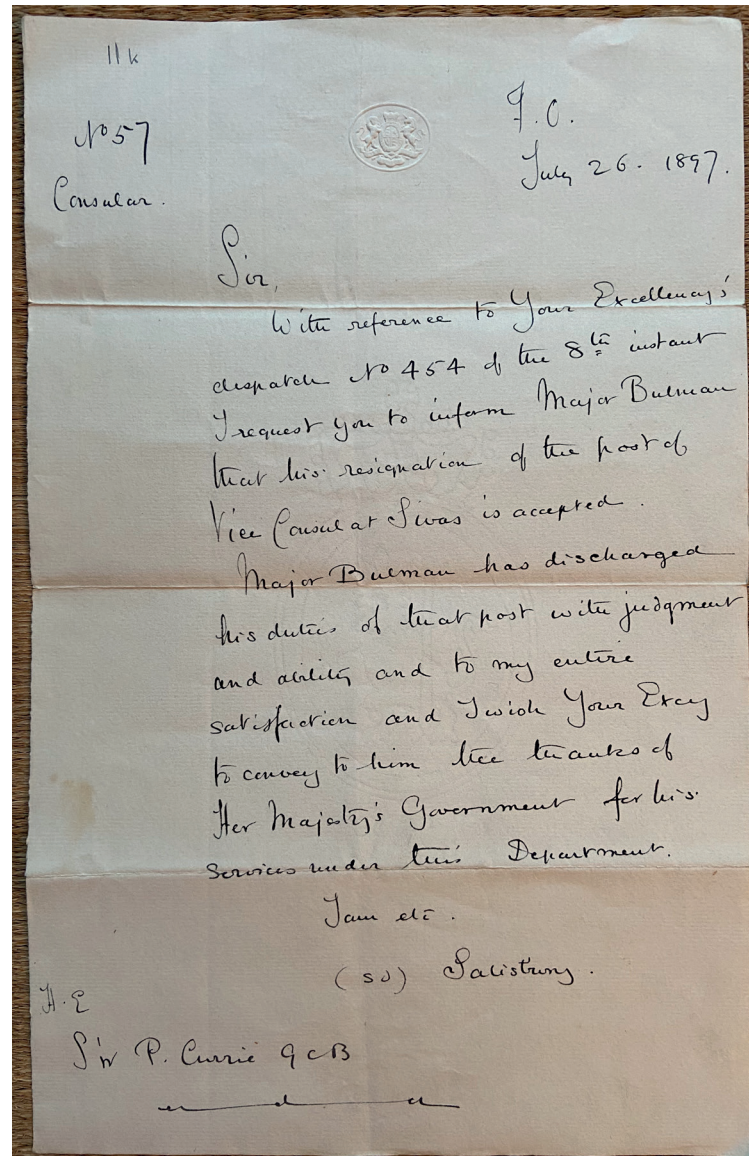 No 57
Consular.
F.O.
July 26. 1897.
Sir,
With reference to Your Excellency's
despatch No 454 of the 8th instant
I request you to inform Major Bulman
that his resignation of the post of
Vice Consul at Sivas is accepted.
Major Bulman has discharged
his duties of that post with judgment
and ability and to my entire
satisfaction and I wish Your Excy
to convey to him the thanks of
Her Majesty's Government for his
services under this Department.
I am etc.
(sd) Salisbury.
H.E
Sir P. Currie GCB